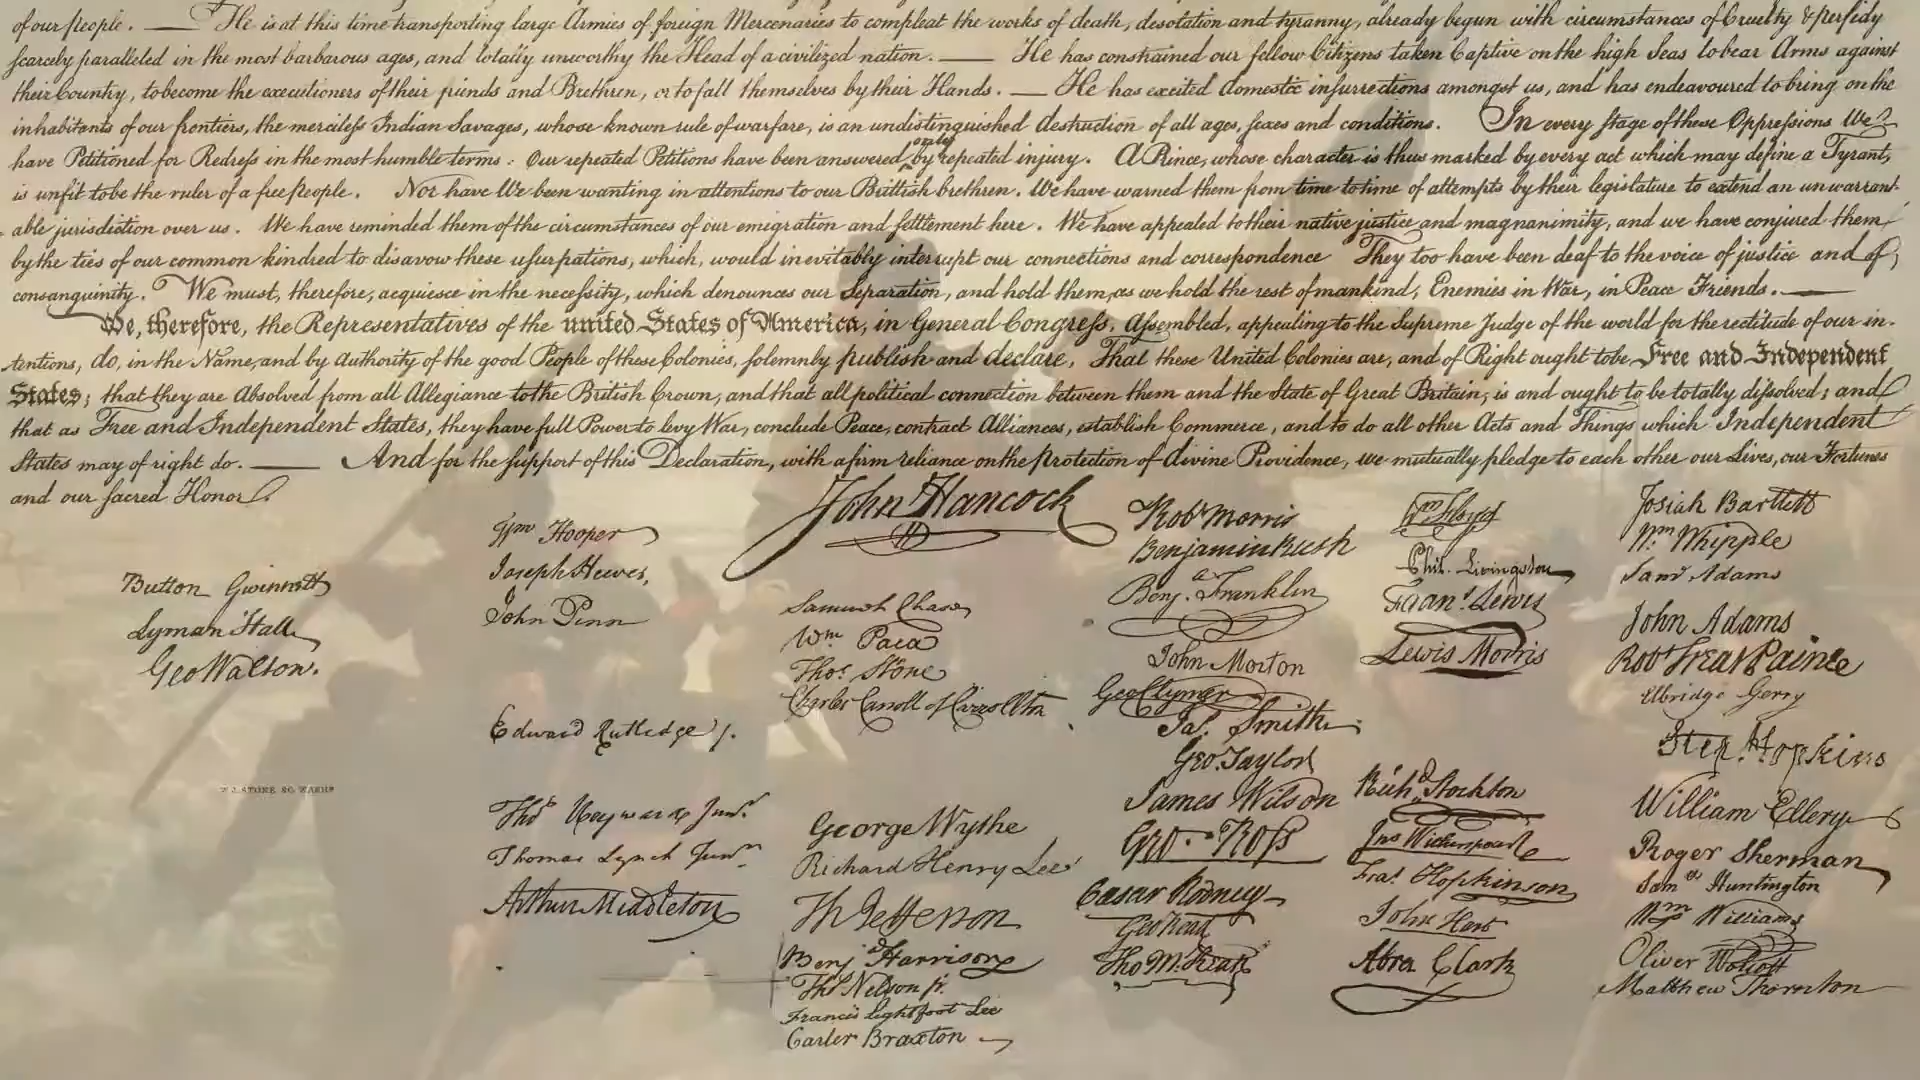 of our people. — He is at this time transporting large Armies of foreign Mercenaries to compleat the works of death, desolation and tyranny, already begun with circumstances of Cruelty & perfidy
scarcely paralleled in the most barbarous ages, and totally unworthy the Head of a civilized nation. — He has constrained our fellow Citizens taken Captive on the high Seas to bear Arms against
their Country, to become the executioners of their friends and Brethren, or to fall themselves by their Hands. — He has excited domestic insurrections amongst us, and has endeavoured to bring on the
inhabitants of our frontiers, the merciless Indian Savages, whose known rule of warfare, is an undistinguished destruction of all ages, sexes and conditions. In every stage of these Oppressions We
have Petitioned for Redress in the most humble terms: Our repeated Petitions have been answered only by repeated injury. A Prince, whose character is thus marked by every act which may define a Tyrant,
is unfit to be the ruler of a free people. Nor have We been wanting in attentions to our Brittish brethren. We have warned them from time to time of attempts by their legislature to extend an unwarrant-
able jurisdiction over us. We have reminded them of the circumstances of our emigration and settlement here. We have appealed to their native justice and magnanimity, and we have conjured them
by the ties of our common kindred to disavow these usurpations, which, would inevitably interrupt our connections and correspondence They too have been deaf to the voice of justice and of
consanguinity. We must, therefore, acquiesce in the necessity, which denounces our Separation, and hold them, as we hold the rest of mankind, Enemies in War, in Peace Friends. —
We, therefore, the Representatives of the united States of America, in General Congress, Assembled, appealing to the Supreme Judge of the world for the rectitude of our in-
tentions, do, in the Name, and by Authority of the good People of these Colonies, solemnly publish and declare, That these United Colonies are, and of Right ought to be Free and Independent
States; that they are Absolved from all Allegiance to the British Crown, and that all political connection between them and the State of Great Britain, is and ought to be totally dissolved; and
that as Free and Independent States, they have full Power to levy War, conclude Peace, contract Alliances, establish Commerce, and to do all other Acts and Things which Independent
States may of right do. — And for the support of this Declaration, with a firm reliance on the protection of divine Providence, we mutually pledge to each other our Lives, our Fortunes
and our sacred Honor.
Button Gwinnett
Lyman Hall
Geo Walton.
W. J. STONE SC. WASHN.
Wm Hooper
Joseph Hewes,
John Penn
Edward Rutledge /.
Thos Heyward Junr.
Thomas Lynch Junr.
Arthur Middleton
John Hancock
Samuel Chase
Wm. Paca
Thos. Stone
Charles Carroll of Carrollton
George Wythe
Richard Henry Lee
Th Jefferson
Benj Harrison
Thos Nelson jr.
Francis Lightfoot Lee
Carter Braxton
Robt Morris
Benjamin Rush
Benj. Franklin
John Morton
Geo Clymer
Jas. Smith
Geo. Taylor
James Wilson
Geo. Ross
Caesar Rodney
Geo Read
Tho M:Kean
Wm Floyd
Phil. Livingston
Frans. Lewis
Lewis Morris
Richd. Stockton
Jno Witherspoon
Fras. Hopkinson
John Hart
Abra Clark
Josiah Bartlett
Wm. Whipple
Saml Adams
John Adams
Robt Treat Paine
Elbridge Gerry
Step. Hopkins
William Ellery
Roger Sherman
Samel Huntington
Wm Williams
Oliver Wolcott
Matthew Thornton